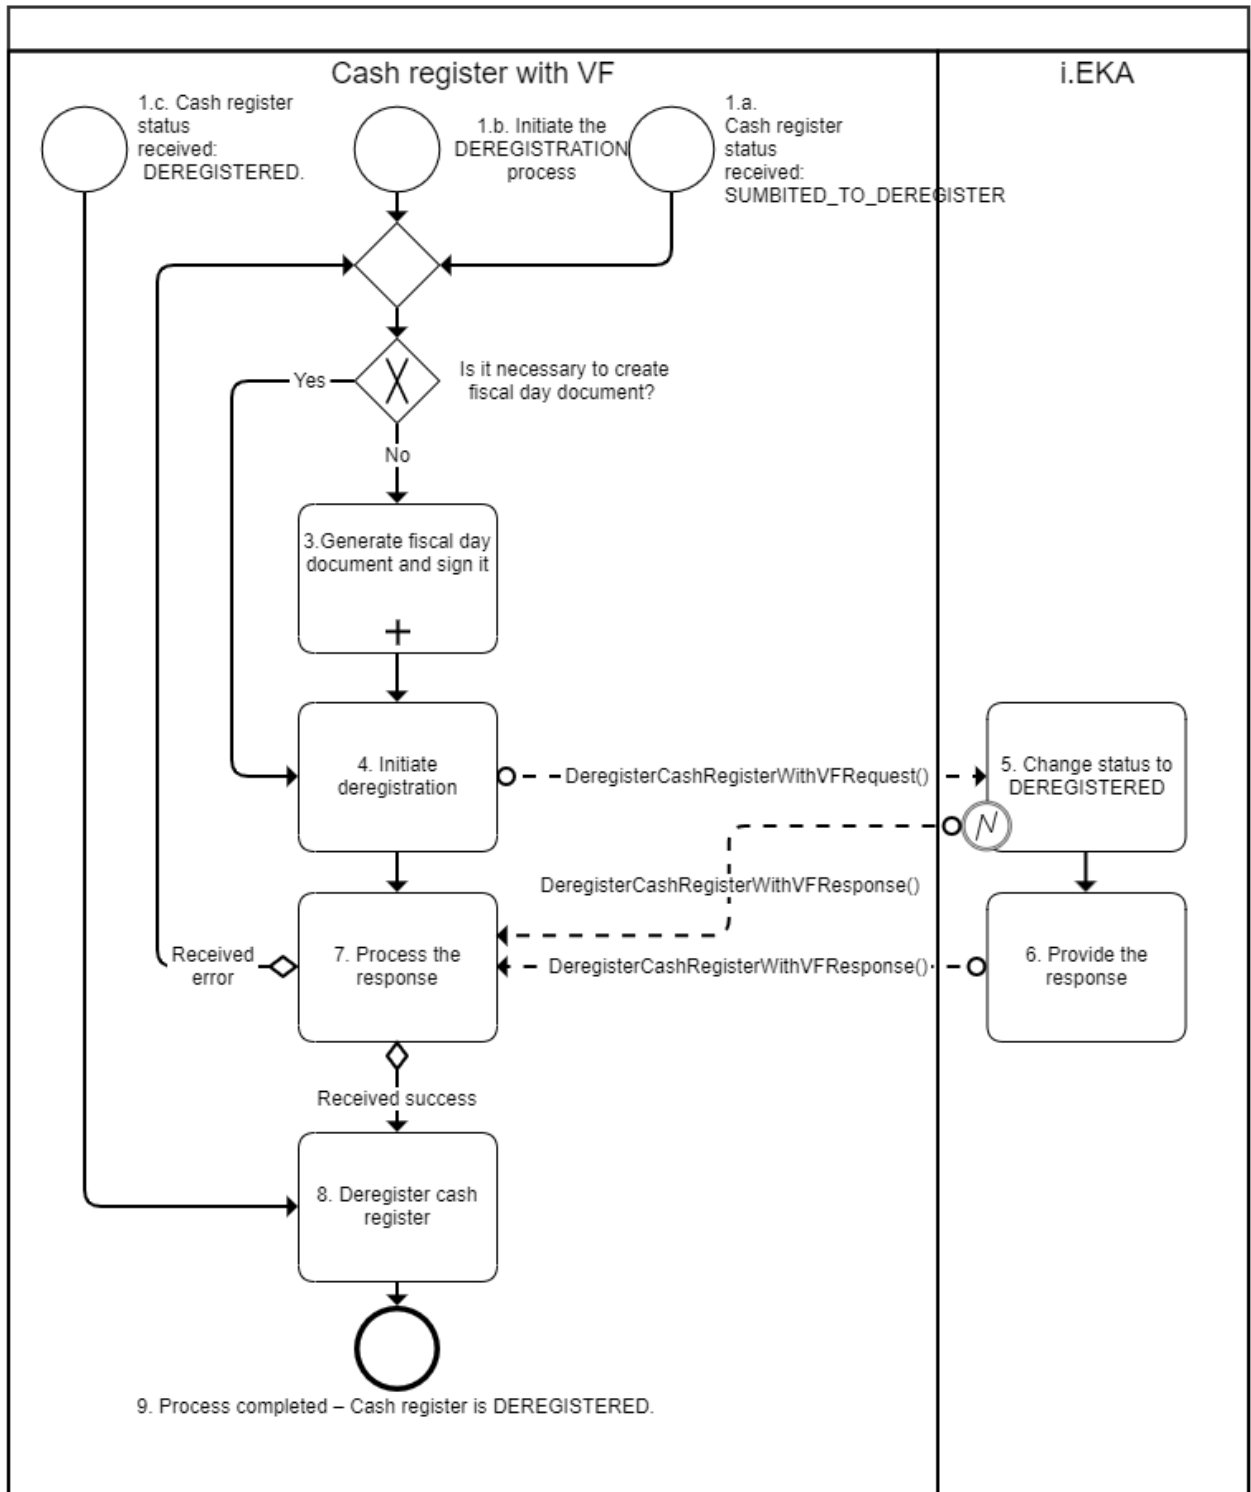 Cash register with VF
i.EKA
1.c. Cash register
status
received:
DEREGISTERED.
1.b. Initiate the
DEREGISTRATION
process
1.a.
Cash register
status
received:
SUMBITED_TO_DEREGISTER
Is it necessary to create
fiscal day document?
Yes
No
3.Generate fiscal day
document and sign it
4. Initiate
deregistration
DeregisterCashRegisterWithVFRequest()
5. Change status to
DEREGISTERED
DeregisterCashRegisterWithVFResponse()
Received
error
7. Process the
response
DeregisterCashRegisterWithVFResponse()
6. Provide the
response
Received success
8. Deregister cash
register
9. Process completed – Cash register is DEREGISTERED.